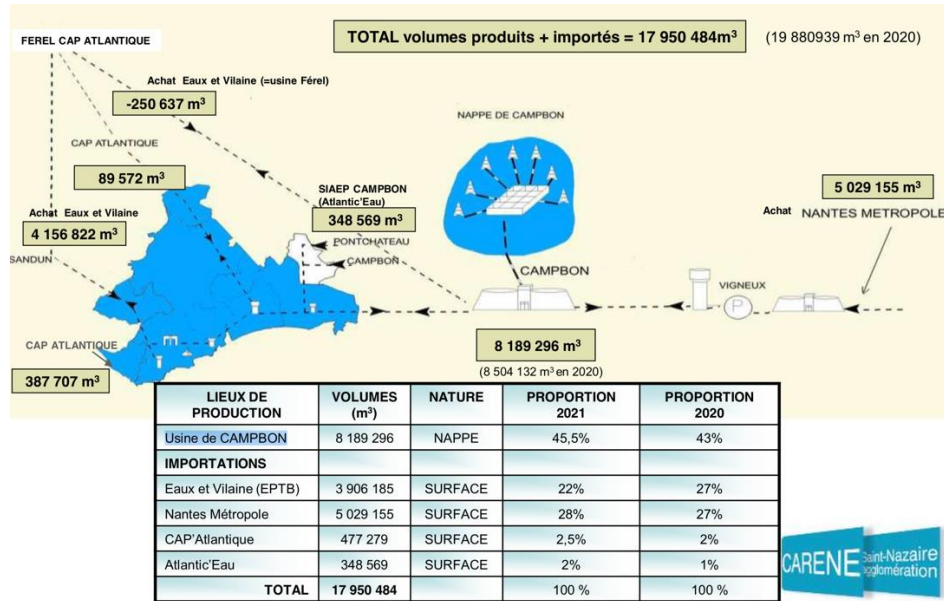 FEREL CAP ATLANTIQUE
TOTAL volumes produits + importés = 17 950 484m³
(19 880939 m³ en 2020)
Achat Eaux et Vilaine (=usine Férel)
-250 637 m³
NAPPE DE CAMPBON
CAP ATLANTIQUE
89 572 m³
SIAEP CAMPBON
(Atlantic'Eau)
348 569 m³
5 029 155 m³
Achat NANTES METROPOLE
Achat Eaux et Vilaine
4 156 822 m³
SANDUN
PONTCHATEAU
CAMPBON
CAMPBON
VIGNEUX
P
CAP ATLANTIQUE
387 707 m³
8 189 296 m³
(8 504 132 m³ en 2020)
LIEUX DE PRODUCTION VOLUMES (m³) NATURE PROPORTION 2021 PROPORTION 2020
Usine de CAMPBON 8 189 296 NAPPE 45,5% 43%
IMPORTATIONS
Eaux et Vilaine (EPTB) 3 906 185 SURFACE 22% 27%
Nantes Métropole 5 029 155 SURFACE 28% 27%
CAP'Atlantique 477 279 SURFACE 2,5% 2%
Atlantic'Eau 348 569 SURFACE 2% 1%
TOTAL 17 950 484 100 % 100 %
CARENE Saint-Nazaire agglomération